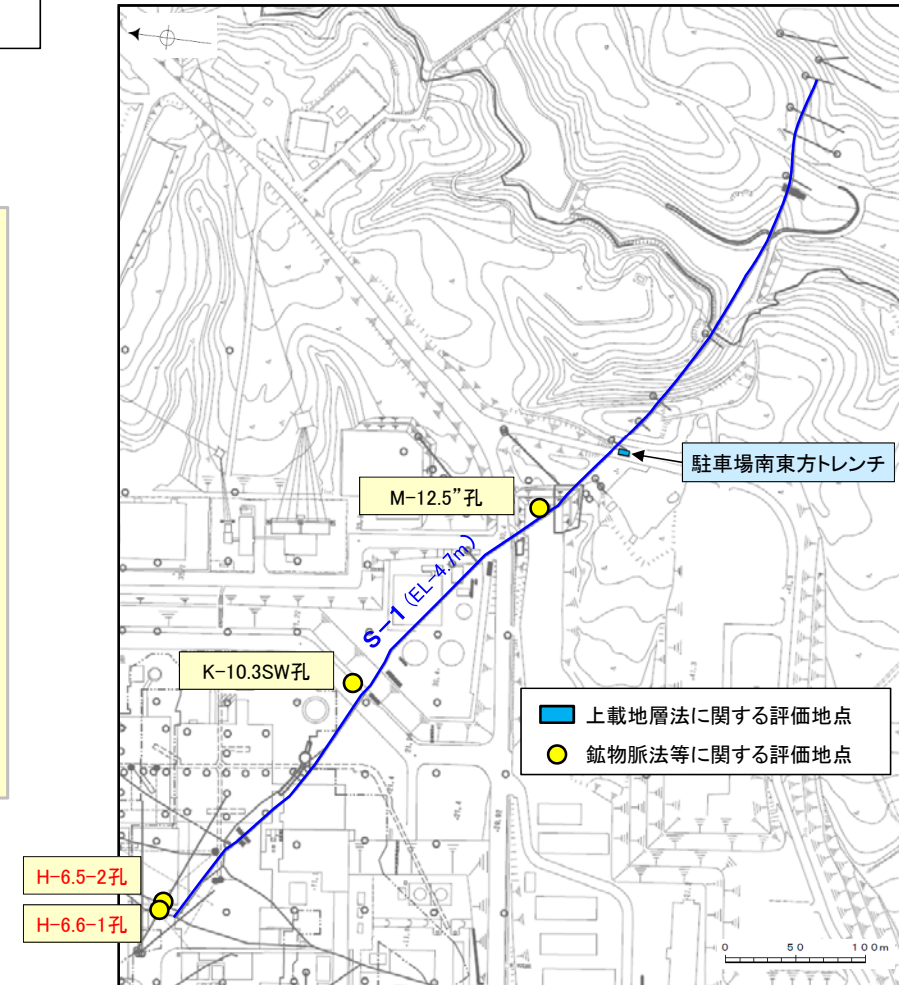 駐車場南東方トレンチ
M-12.5”孔
S-1(EL-4.7m)
K-10.3SW孔
上載地層法に関する評価地点
鉱物脈法等に関する評価地点
H-6.5-2孔
H-6.6-1孔
0 50 100m